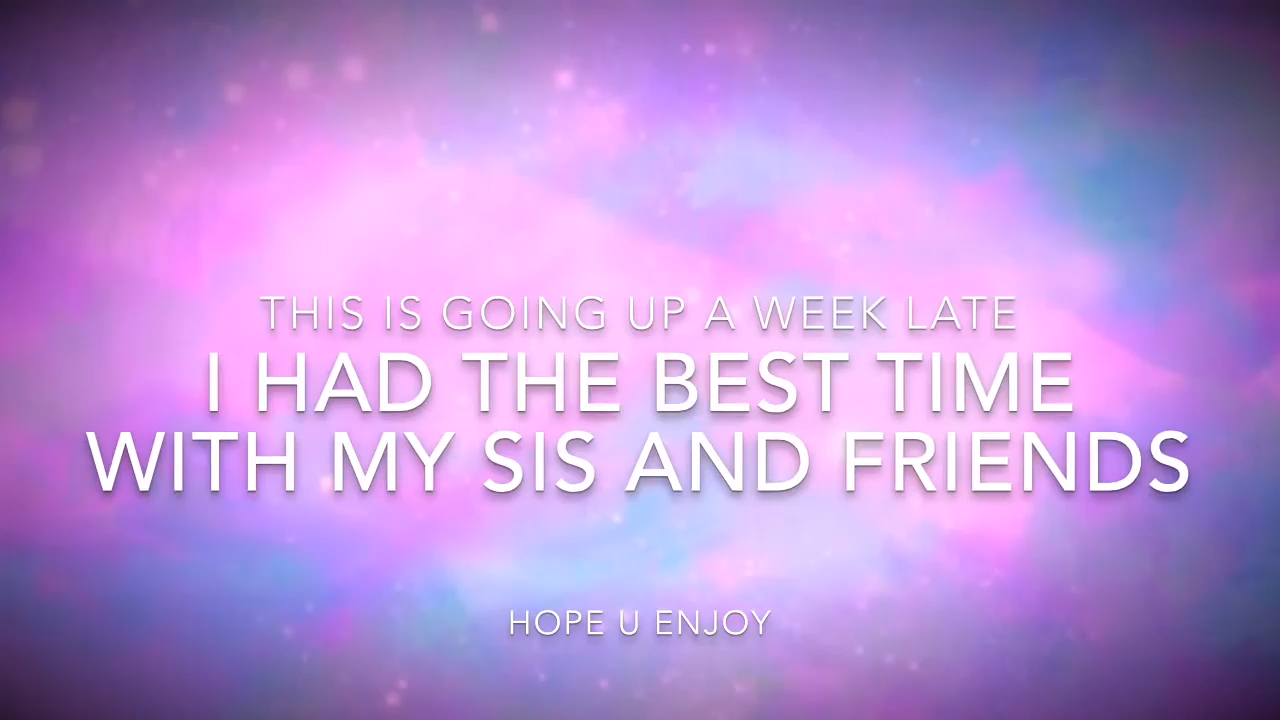 THIS IS GOING UP A WEEK LATE
I HAD THE BEST TIME
WITH MY SIS AND FRIENDS
HOPE U ENJOY